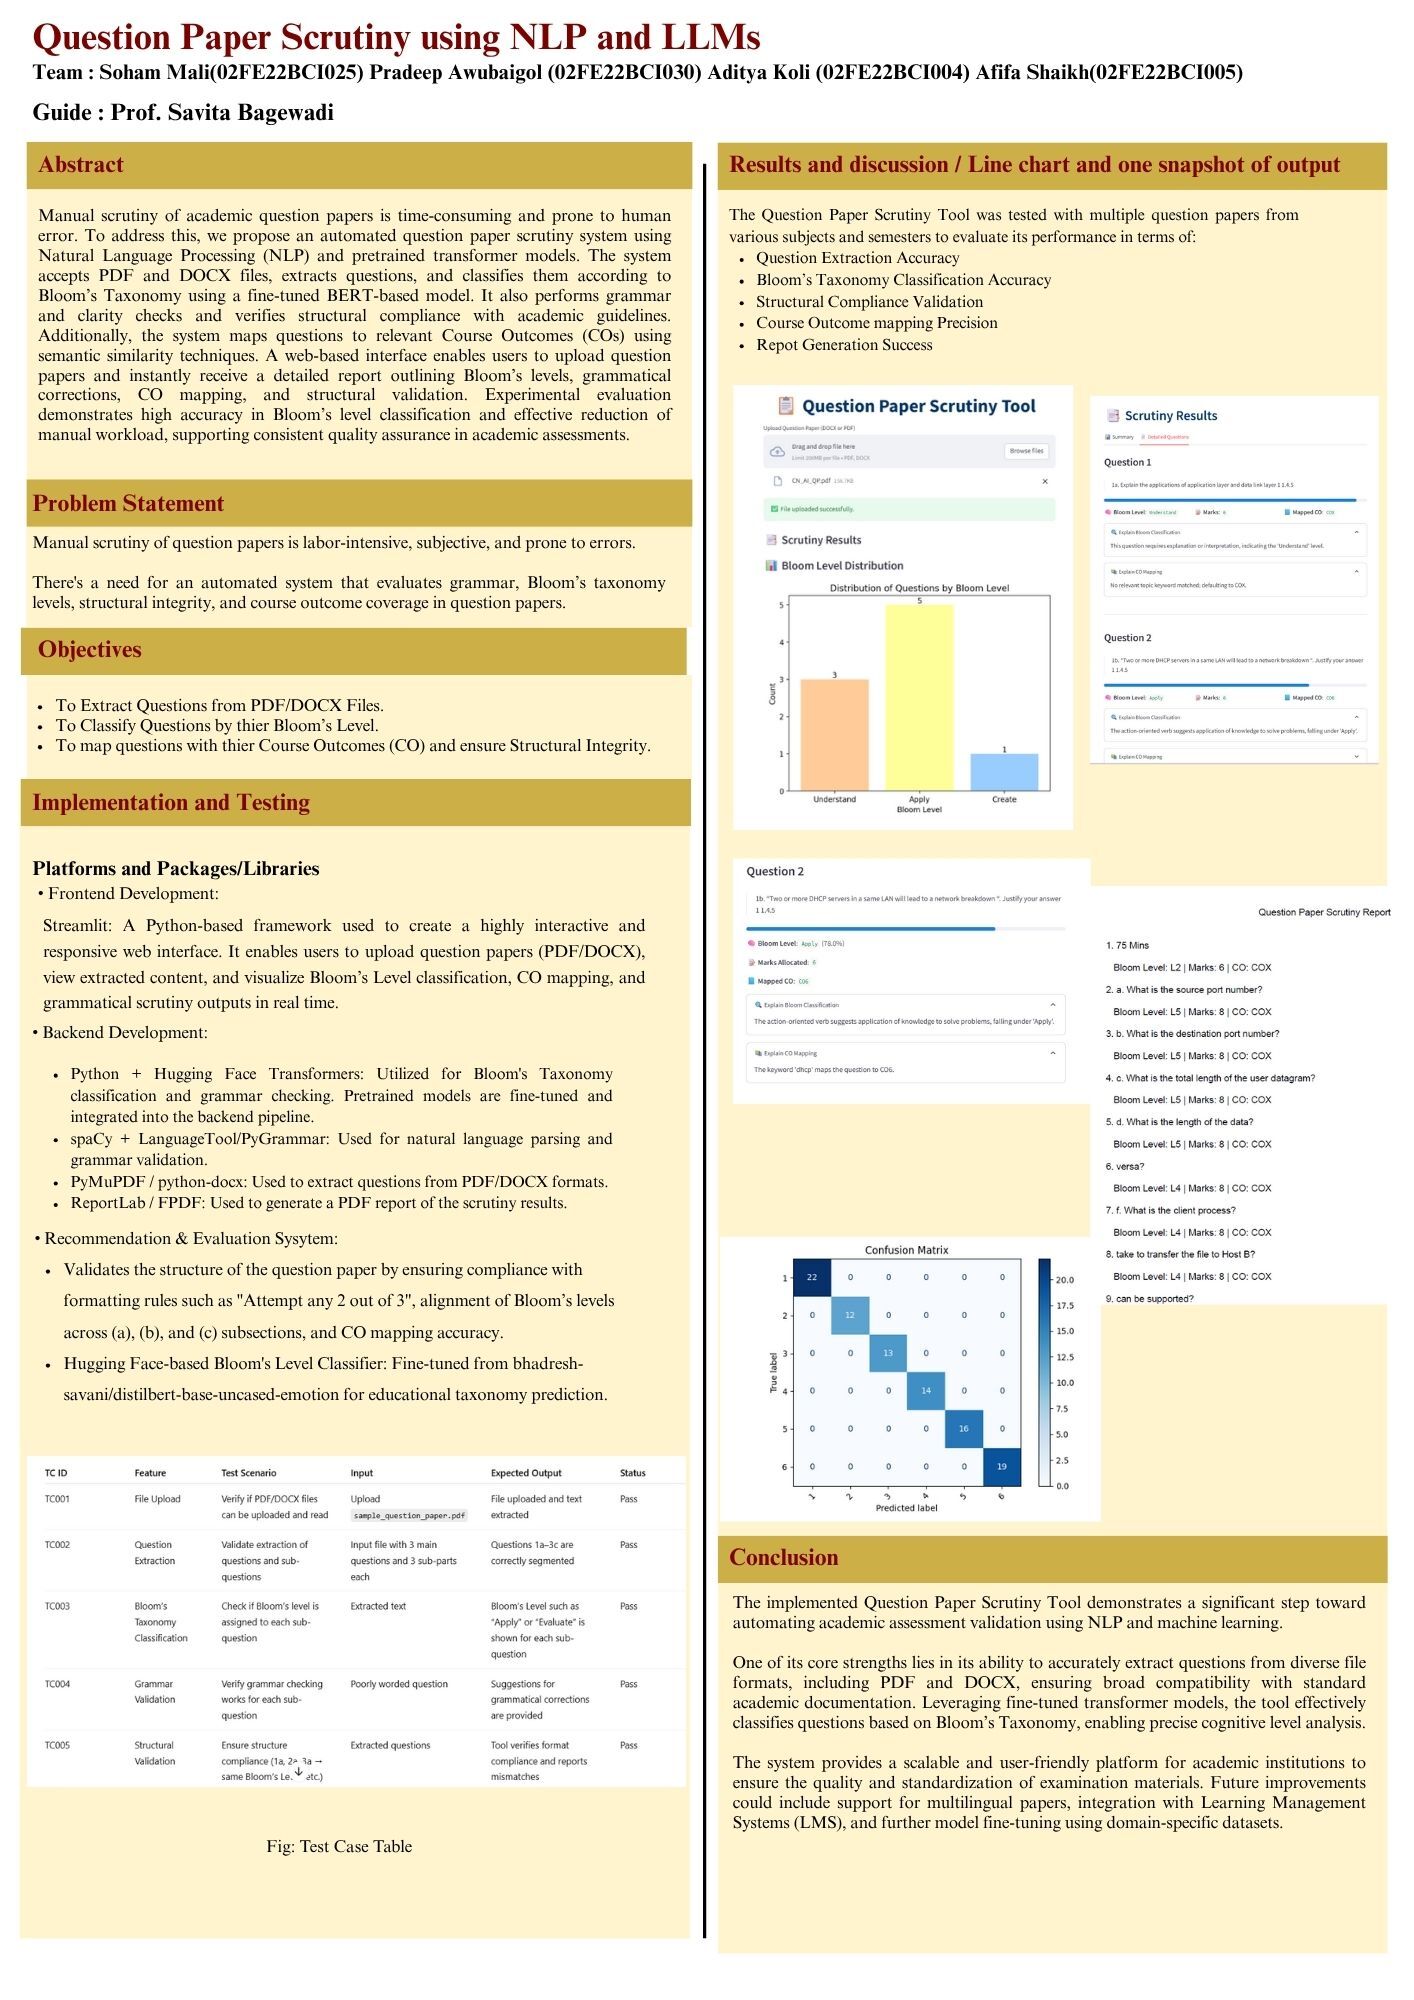 Question Paper Scrutiny using NLP and LLMs
Team : Soham Mali(02FE22BCI025) Pradeep Awubaigol (02FE22BCI030) Aditya Koli (02FE22BCI004) Afifa Shaikh(02FE22BCI005)
Guide : Prof. Savita Bagewadi
Abstract
Manual scrutiny of academic question papers is time-consuming and prone to human
error. To address this, we propose an automated question paper scrutiny system using
Natural Language Processing (NLP) and pretrained transformer models. The system
accepts PDF and DOCX files, extracts questions, and classifies them according to
Bloom's Taxonomy using a fine-tuned BERT-based model. It also performs grammar
and clarity checks and verifies structural compliance with academic guidelines.
Additionally, the system maps questions to relevant Course Outcomes (COs) using
semantic similarity techniques. A web-based interface enables users to upload question
papers and instantly receive a detailed report outlining Bloom's levels, grammatical
corrections, CO mapping, and structural validation. Experimental evaluation
demonstrates high accuracy in Bloom's level classification and effective reduction of
manual workload, supporting consistent quality assurance in academic assessments.
Problem Statement
Manual scrutiny of question papers is labor-intensive, subjective, and prone to errors.
There's a need for an automated system that evaluates grammar, Bloom's taxonomy
levels, structural integrity, and course outcome coverage in question papers.
Objectives
• To Extract Questions from PDF/DOCX Files.
• To Classify Questions by thier Bloom's Level.
• To map questions with thier Course Outcomes (CO) and ensure Structural Integrity.
Implementation and Testing
Platforms and Packages/Libraries
• Frontend Development:
Streamlit: A Python-based framework used to create a highly interactive and
responsive web interface. It enables users to upload question papers (PDF/DOCX),
view extracted content, and visualize Bloom's Level classification, CO mapping, and
grammatical scrutiny outputs in real time.
• Backend Development:
• Python + Hugging Face Transformers: Utilized for Bloom's Taxonomy
classification and grammar checking. Pretrained models are fine-tuned and
integrated into the backend pipeline.
• spaCy + LanguageTool/PyGrammar: Used for natural language parsing and
grammar validation.
• PyMuPDF / python-docx: Used to extract questions from PDF/DOCX formats.
• ReportLab / FPDF: Used to generate a PDF report of the scrutiny results.
• Recommendation & Evaluation Sysytem:
• Validates the structure of the question paper by ensuring compliance with
formatting rules such as "Attempt any 2 out of 3", alignment of Bloom's levels
across (a), (b), and (c) subsections, and CO mapping accuracy.
• Hugging Face-based Bloom's Level Classifier: Fine-tuned from bhadresh-
savani/distilbert-base-uncased-emotion for educational taxonomy prediction.
TC ID Feature Test Scenario Input Expected Output Status
TC001 File Upload Verify if PDF/DOCX files Upload File uploaded and text Pass
can be uploaded and read sample_question_paper.pdf extracted
TC002 Question Validate extraction of Input file with 3 main Questions 1a–3c are Pass
Extraction questions and sub- questions and 3 sub-parts correctly segmented
questions each
TC003 Bloom's Check if Bloom's level is Extracted text Bloom's Level such as Pass
Taxonomy assigned to each sub- "Apply" or "Evaluate" is
Classification question shown for each sub-
question
TC004 Grammar Verify grammar checking Poorly worded question Suggestions for Pass
Validation works for each sub- grammatical corrections
question are provided
TC005 Structural Ensure structure Extracted questions Tool verifies format Pass
Validation compliance (1a, 2a, 3a → compliance and reports
same Bloom's Le. etc.) mismatches
Fig: Test Case Table
Results and discussion / Line chart and one snapshot of output
The Question Paper Scrutiny Tool was tested with multiple question papers from
various subjects and semesters to evaluate its performance in terms of:
• Question Extraction Accuracy
• Bloom's Taxonomy Classification Accuracy
• Structural Compliance Validation
• Course Outcome mapping Precision
• Repot Generation Success
Question Paper Scrutiny Tool
Upload Question Paper (DOCX or PDF)
Drag and drop file here
Limit 200MB per file • PDF, DOCX
Browse files
CN_AI_QP.pdf 156.7KB ×
File uploaded successfully.
Scrutiny Results
Bloom Level Distribution
Distribution of Questions by Bloom Level
5
5
4
3
3
2
1
1
0
Count
Understand Apply Create
Bloom Level
Scrutiny Results
Summary Detailed Questions
Question 1
1a. Explain the applications of application layer and data link layer 1 1.4.5
Bloom Level: Understand Marks: 6 Mapped CO: COX
Explain Bloom Classification
This question requires explanation or interpretation, indicating the 'Understand' level.
Explain CO Mapping
No relevant topic keyword matched; defaulting to COX.
Question 2
1b. "Two or more DHCP servers in a same LAN will lead to a network breakdown ". Justify your answer
1 1.4.5
Bloom Level: Apply Marks: 6 Mapped CO: CO6
Explain Bloom Classification
The action-oriented verb suggests application of knowledge to solve problems, falling under 'Apply'.
Explain CO Mapping
Question 2
1b. "Two or more DHCP servers in a same LAN will lead to a network breakdown ". Justify your answer
1 1.4.5
Bloom Level: Apply (78.0%)
Marks Allocated: 6
Mapped CO: CO6
Explain Bloom Classification
The action-oriented verb suggests application of knowledge to solve problems, falling under 'Apply'.
Explain CO Mapping
The keyword 'dhcp' maps the question to CO6.
Question Paper Scrutiny Report
1. 75 Mins
Bloom Level: L2 | Marks: 6 | CO: COX
2. a. What is the source port number?
Bloom Level: L5 | Marks: 8 | CO: COX
3. b. What is the destination port number?
Bloom Level: L5 | Marks: 8 | CO: COX
4. c. What is the total length of the user datagram?
Bloom Level: L5 | Marks: 8 | CO: COX
5. d. What is the length of the data?
Bloom Level: L5 | Marks: 8 | CO: COX
6. versa?
Bloom Level: L4 | Marks: 8 | CO: COX
7. f. What is the client process?
Bloom Level: L4 | Marks: 8 | CO: COX
8. take to transfer the file to Host B?
Bloom Level: L4 | Marks: 8 | CO: COX
9. can be supported?
Confusion Matrix
1 22 0 0 0 0 0
2 0 12 0 0 0 0
3 0 0 13 0 0 0
4 0 0 0 14 0 0
5 0 0 0 0 16 0
6 0 0 0 0 0 19
True label
1 2 3 4 5 6
Predicted label
20.0
17.5
15.0
12.5
10.0
7.5
5.0
2.5
0.0
Conclusion
The implemented Question Paper Scrutiny Tool demonstrates a significant step toward
automating academic assessment validation using NLP and machine learning.
One of its core strengths lies in its ability to accurately extract questions from diverse file
formats, including PDF and DOCX, ensuring broad compatibility with standard
academic documentation. Leveraging fine-tuned transformer models, the tool effectively
classifies questions based on Bloom's Taxonomy, enabling precise cognitive level analysis.
The system provides a scalable and user-friendly platform for academic institutions to
ensure the quality and standardization of examination materials. Future improvements
could include support for multilingual papers, integration with Learning Management
Systems (LMS), and further model fine-tuning using domain-specific datasets.